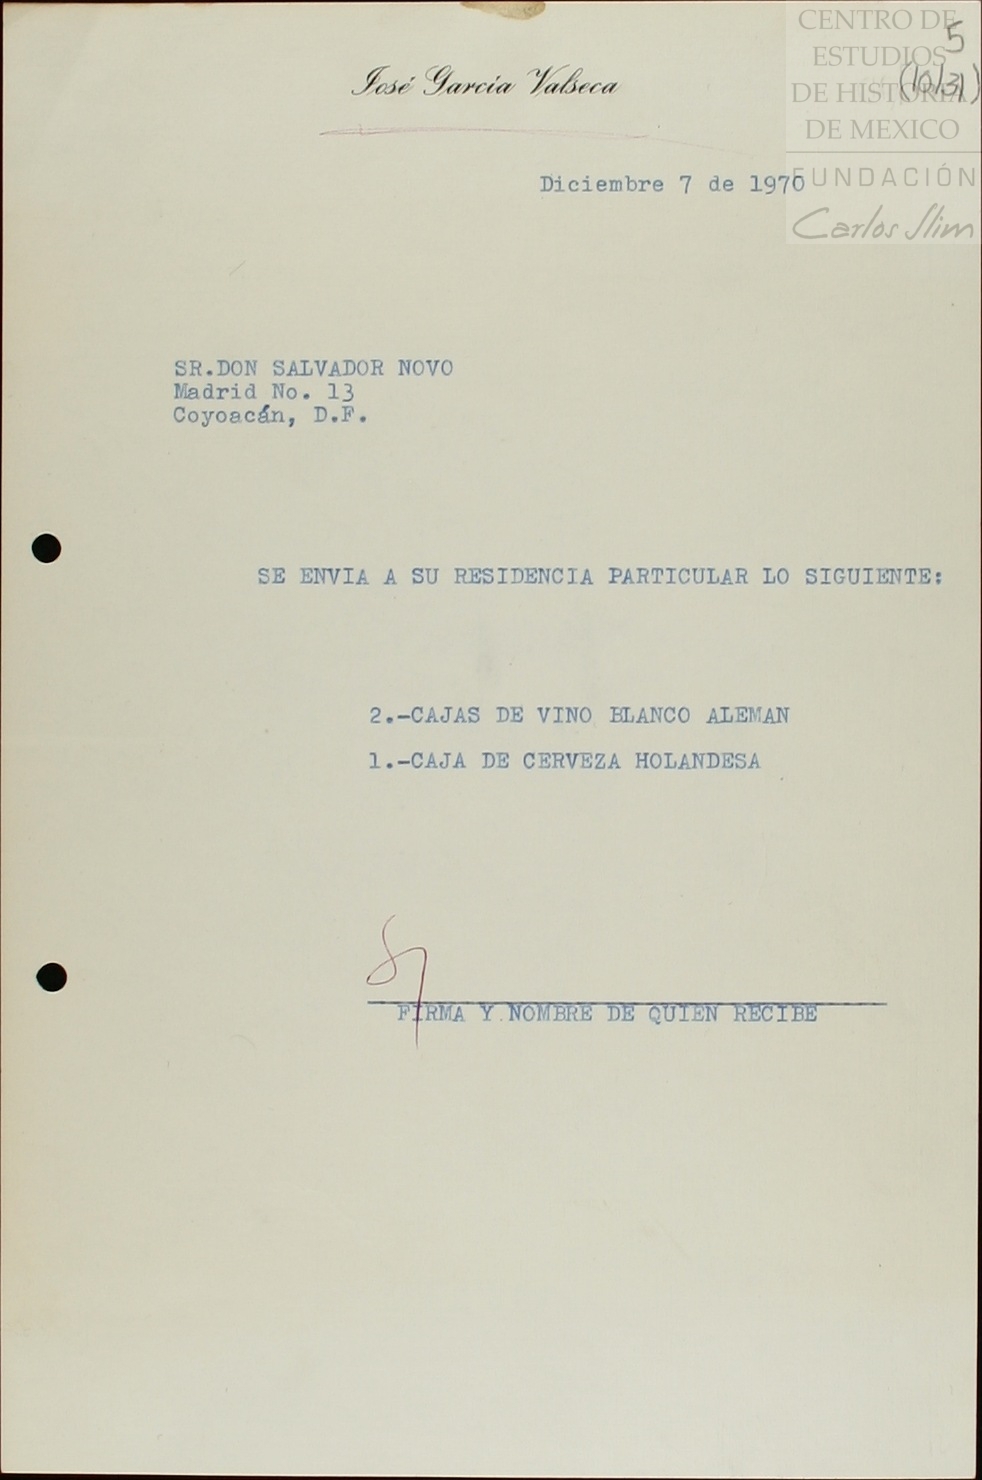 CENTRO DE
ESTUDIOS
DE HISTORIA
DE MEXICO
FUNDACIÓN
Carlos Slim
5
(10/31)
José García Valseca
Diciembre 7 de 1970
SR.DON SALVADOR NOVO
Madrid No. 13
Coyoacán, D.F.
SE ENVIA A SU RESIDENCIA PARTICULAR LO SIGUIENTE:
2.-CAJAS DE VINO BLANCO ALEMAN
1.-CAJA DE CERVEZA HOLANDESA
FIRMA Y NOMBRE DE QUIEN RECIBE